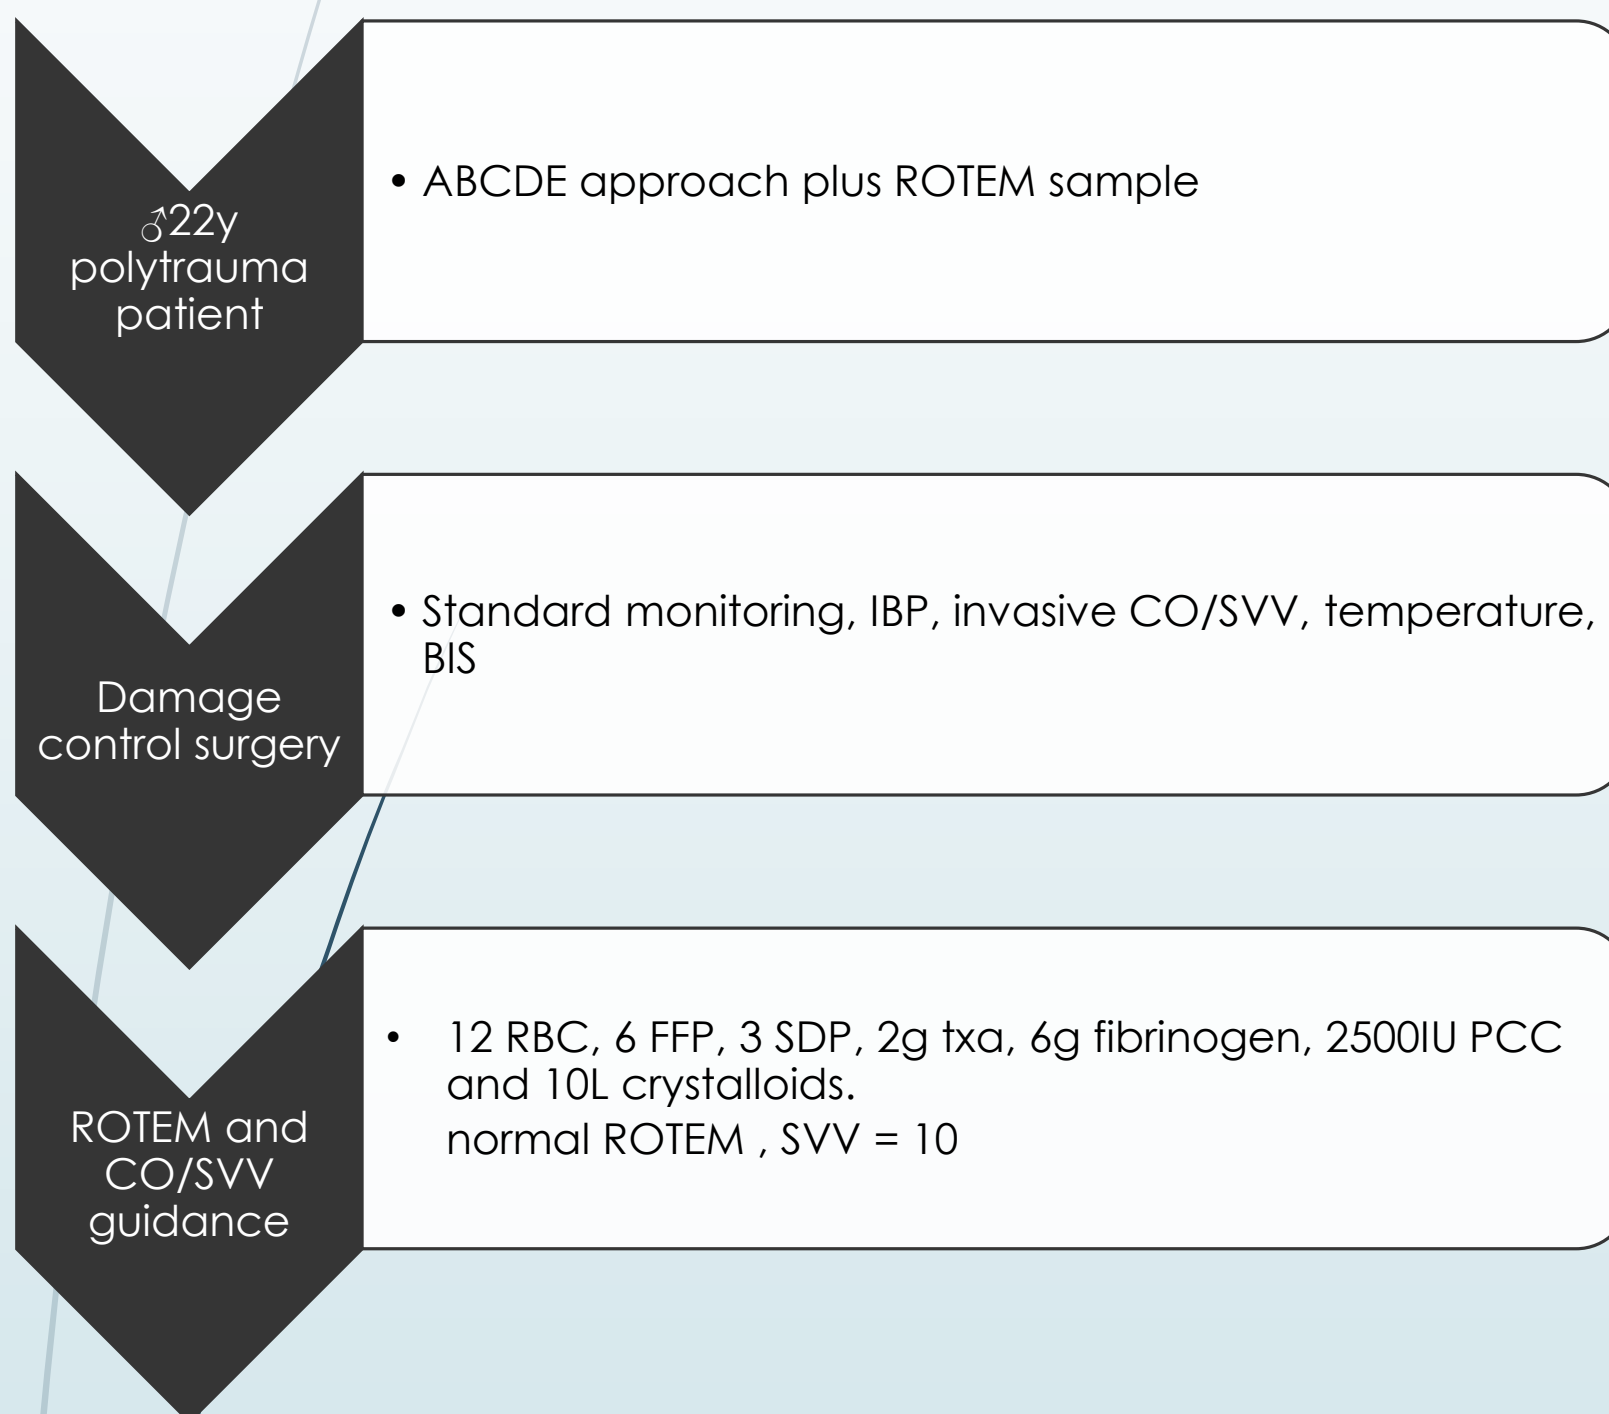 ♂22y
polytrauma
patient
• ABCDE approach plus ROTEM sample
Damage
control surgery
• Standard monitoring, IBP, invasive CO/SVV, temperature,
BIS
ROTEM and
CO/SVV
guidance
• 12 RBC, 6 FFP, 3 SDP, 2g txa, 6g fibrinogen, 2500IU PCC
and 10L crystalloids.
normal ROTEM , SVV = 10